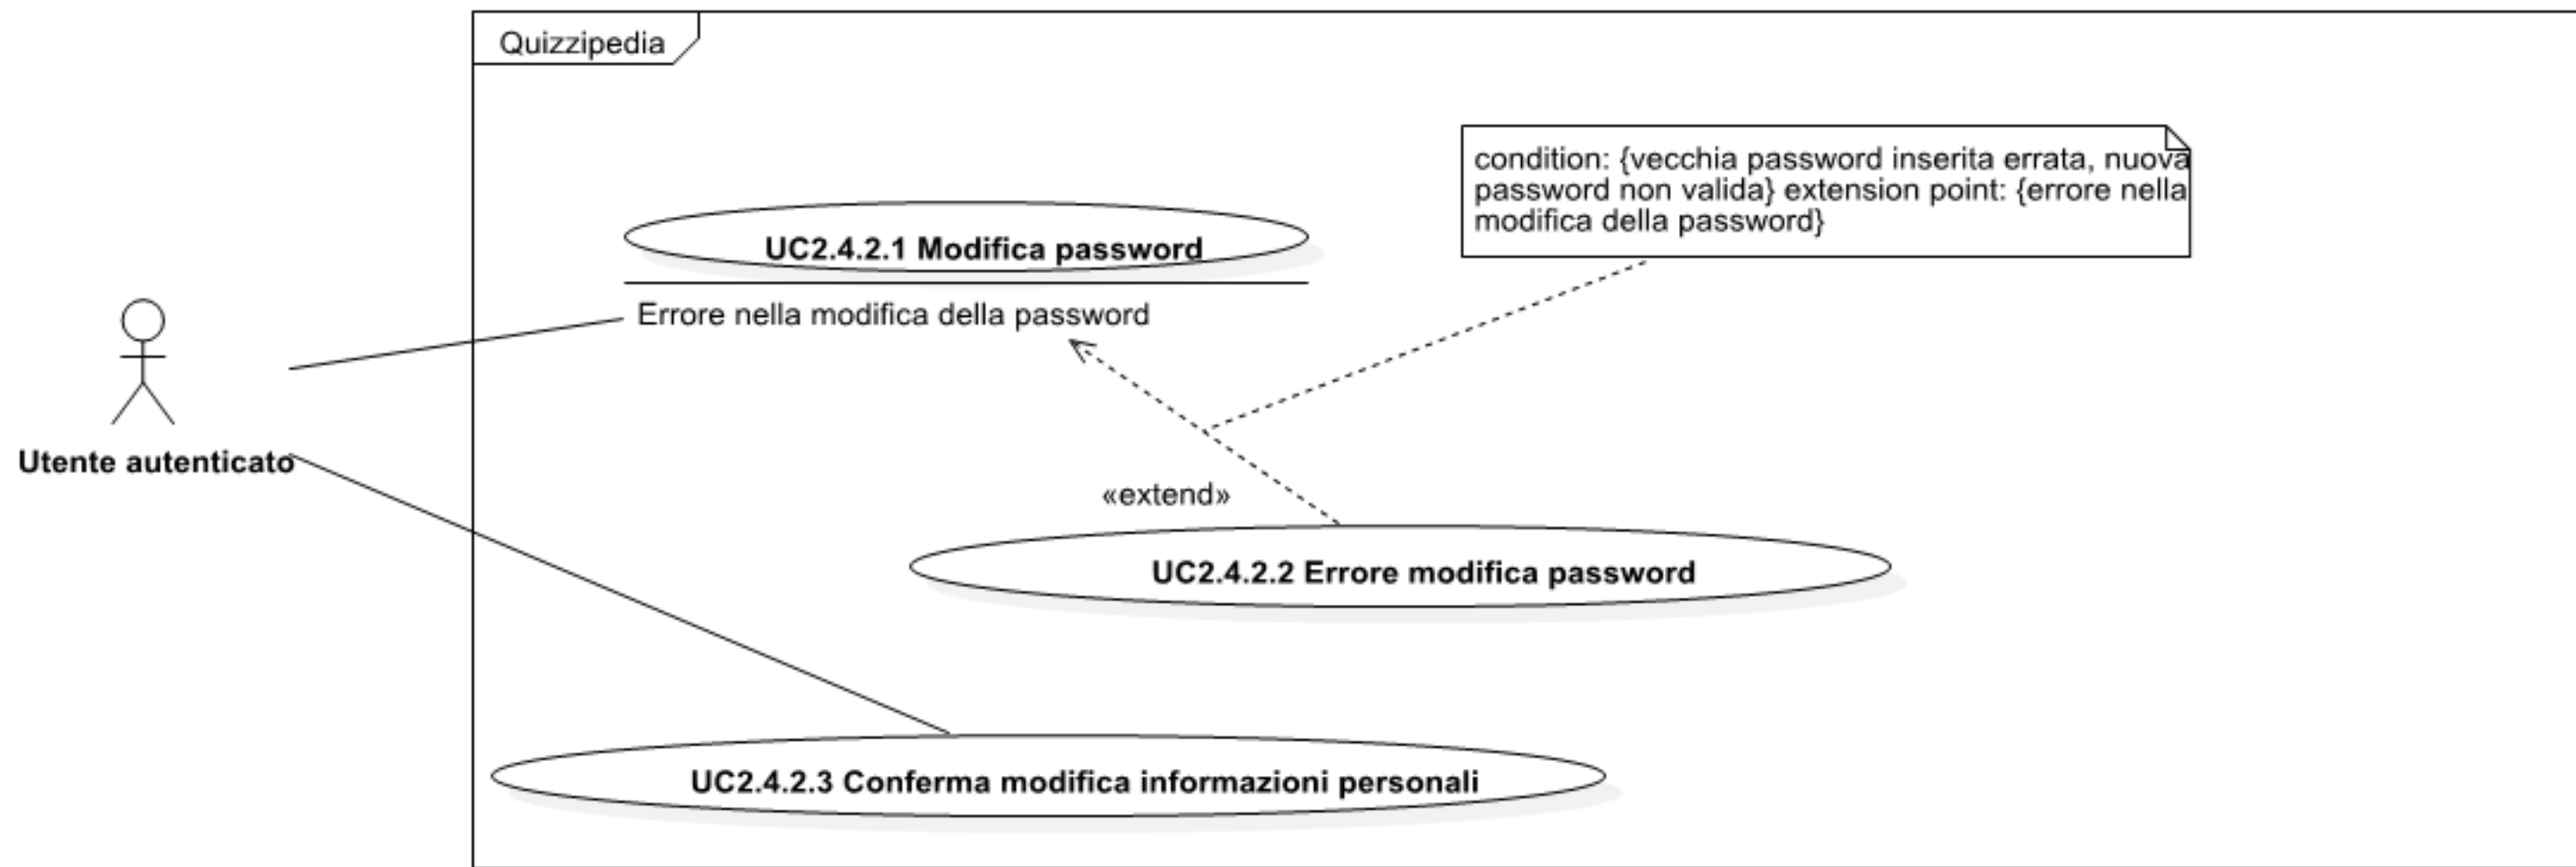 Quizzipedia
condition: {vecchia password inserita errata, nuova
password non valida} extension point: {errore nella
modifica della password}
UC2.4.2.1 Modifica password
Errore nella modifica della password
Utente autenticato
«extend»
UC2.4.2.2 Errore modifica password
UC2.4.2.3 Conferma modifica informazioni personali